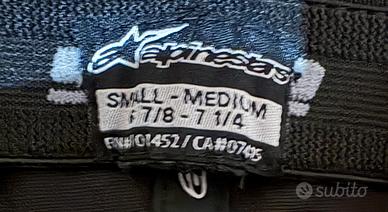 alpinestars
SMALL - MEDIUM
6 7/8 - 7 1/4
RN#101452 / CA#07495
subito